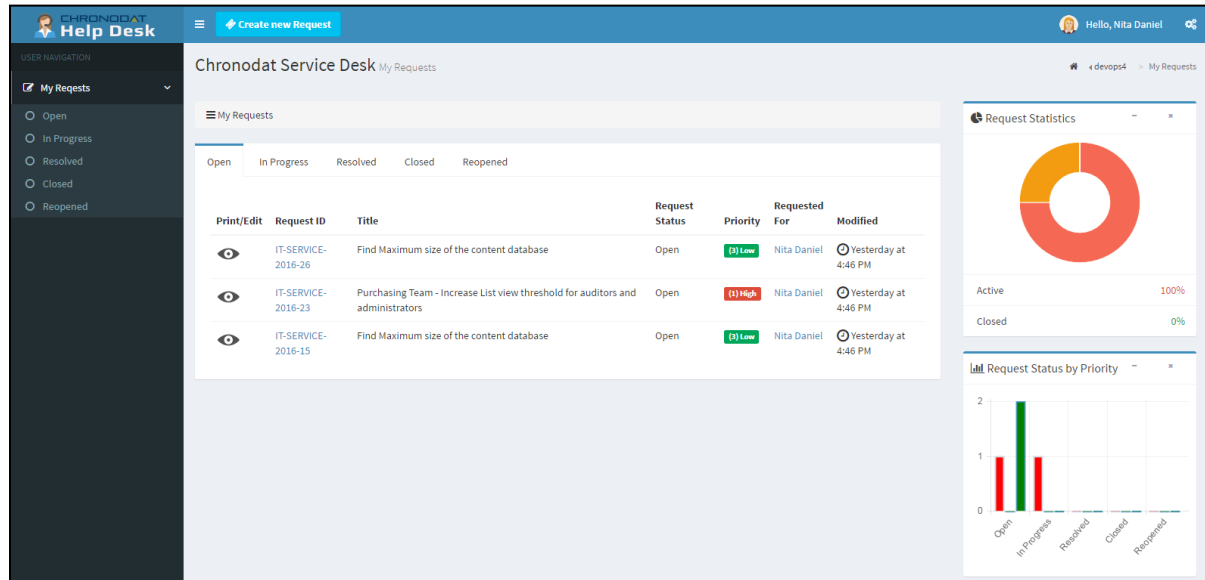 CHRONODAT
Help Desk
Create new Request
Hello, Nita Daniel
USER NAVIGATION
My Reqests
Open
In Progress
Resolved
Closed
Reopened
Chronodat Service Desk My Requests
devops4 > My Requests
My Requests
Open In Progress Resolved Closed Reopened
Print/Edit Request ID Title Request Status Priority Requested For Modified
IT-SERVICE-2016-26 Find Maximum size of the content database Open (3) Low Nita Daniel Yesterday at 4:46 PM
IT-SERVICE-2016-23 Purchasing Team - Increase List view threshold for auditors and administrators Open (1) High Nita Daniel Yesterday at 4:46 PM
IT-SERVICE-2016-15 Find Maximum size of the content database Open (3) Low Nita Daniel Yesterday at 4:46 PM
Request Statistics
Active 100%
Closed 0%
Request Status by Priority
2
1
0
Open In Progress Resolved Closed Reopened